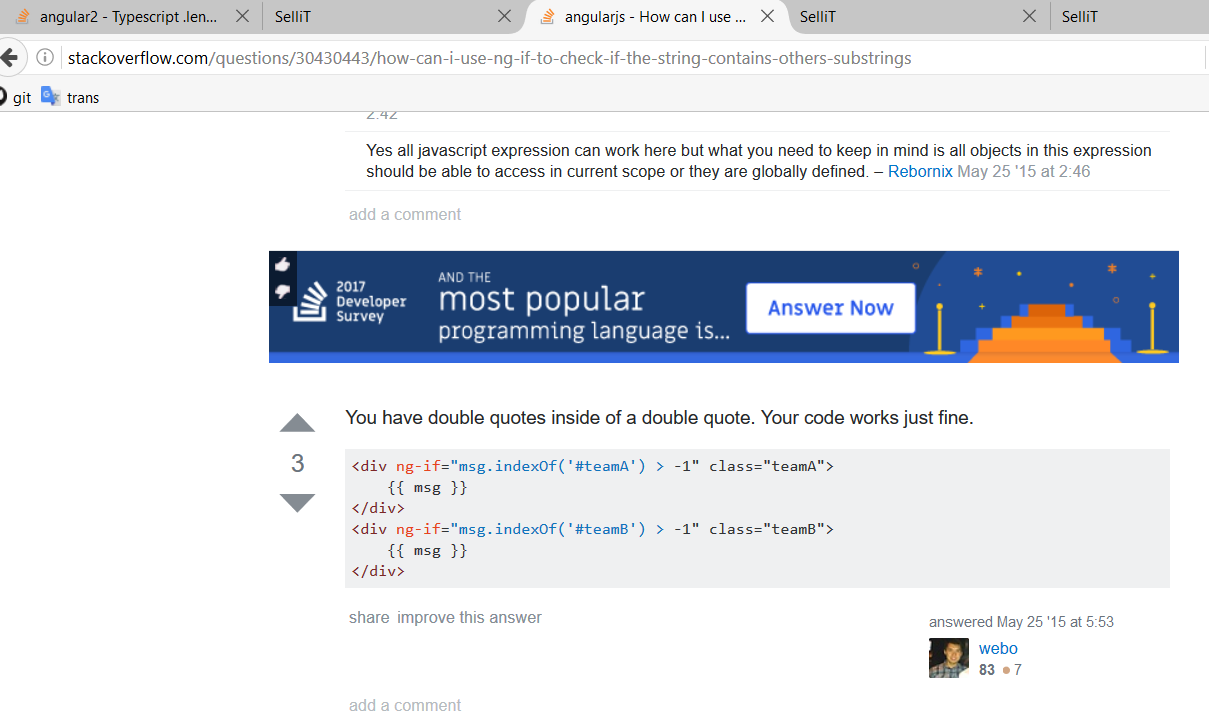 angular2 - Typescript .len...
SelliT
angularjs - How can I use ...
SelliT
SelliT
stackoverflow.com/questions/30430443/how-can-i-use-ng-if-to-check-if-the-string-contains-others-substrings
git
trans
2:42
Yes all javascript expression can work here but what you need to keep in mind is all objects in this expression
should be able to access in current scope or they are globally defined. – Rebornix May 25 '15 at 2:46
add a comment
2017
Developer
Survey
AND THE
most popular
programming language is...
Answer Now
You have double quotes inside of a double quote. Your code works just fine.
3
<div ng-if="msg.indexOf('#teamA') > -1" class="teamA">
{{ msg }}
</div>
<div ng-if="msg.indexOf('#teamB') > -1" class="teamB">
{{ msg }}
</div>
share improve this answer
answered May 25 '15 at 5:53
webo
83 ●7
add a comment